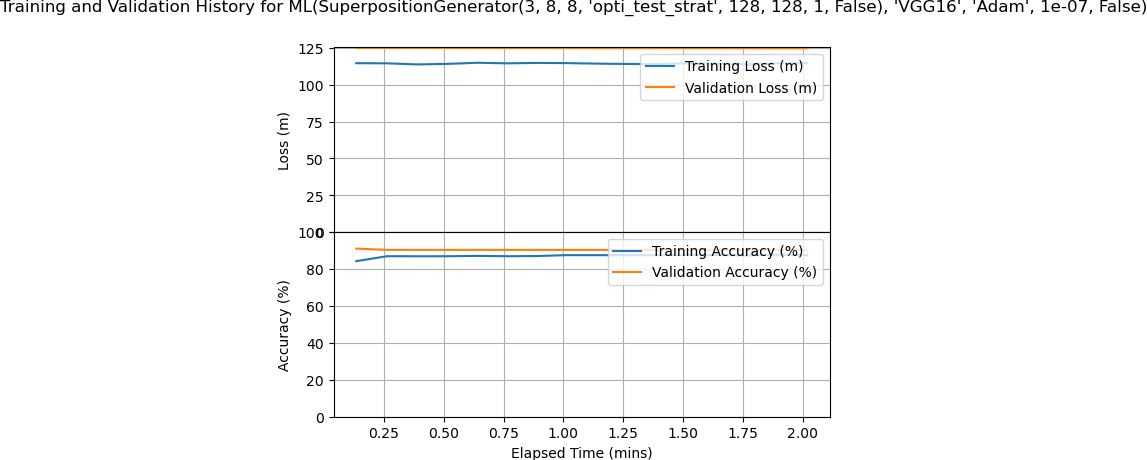 Training and Validation History for ML(SuperpositionGenerator(3, 8, 8, 'opti_test_strat', 128, 128, 1, False), 'VGG16', 'Adam', 1e-07, False)
125
100
75
50
25
0
Loss (m)
Training Loss (m)
Validation Loss (m)
100
80
60
40
20
0
Accuracy (%)
Training Accuracy (%)
Validation Accuracy (%)
0.25 0.50 0.75 1.00 1.25 1.50 1.75 2.00
Elapsed Time (mins)